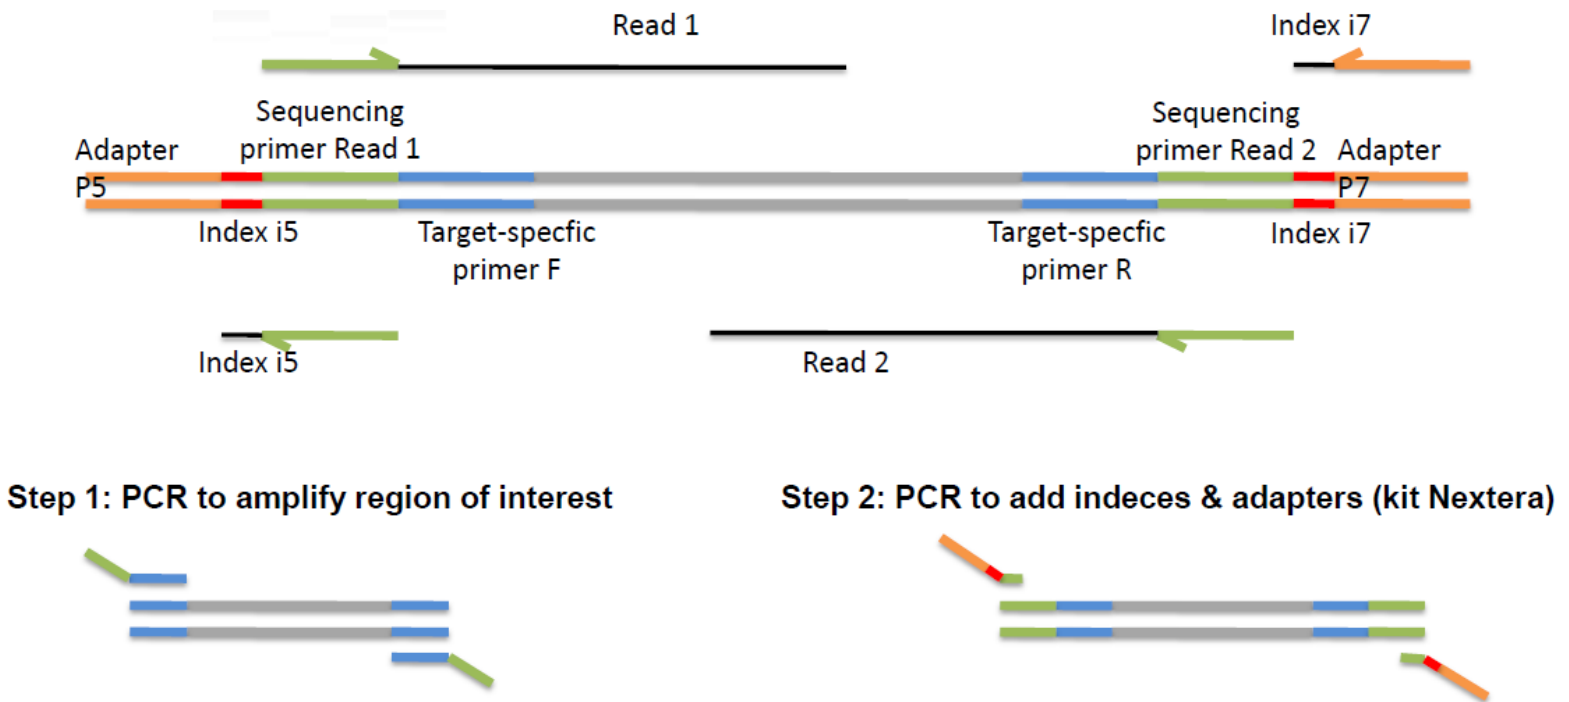 Read 1
Index i7
Sequencing
primer Read 1
Sequencing
primer Read 2
Adapter
P5
Adapter
P7
Index i5
Target-specfic
primer F
Target-specfic
primer R
Index i7
Index i5
Read 2
Step 1: PCR to amplify region of interest
Step 2: PCR to add indeces & adapters (kit Nextera)